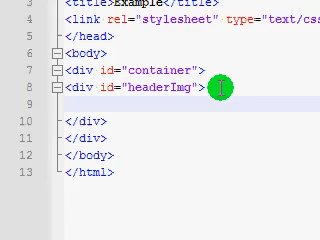 3 <title>Example</title>
4 <link rel="stylesheet" type="text/css
5 </head>
6 <body>
7 <div id="container">
8 <div id="headerImg">
9
10 </div>
11 </div>
12 </body>
13 </html>